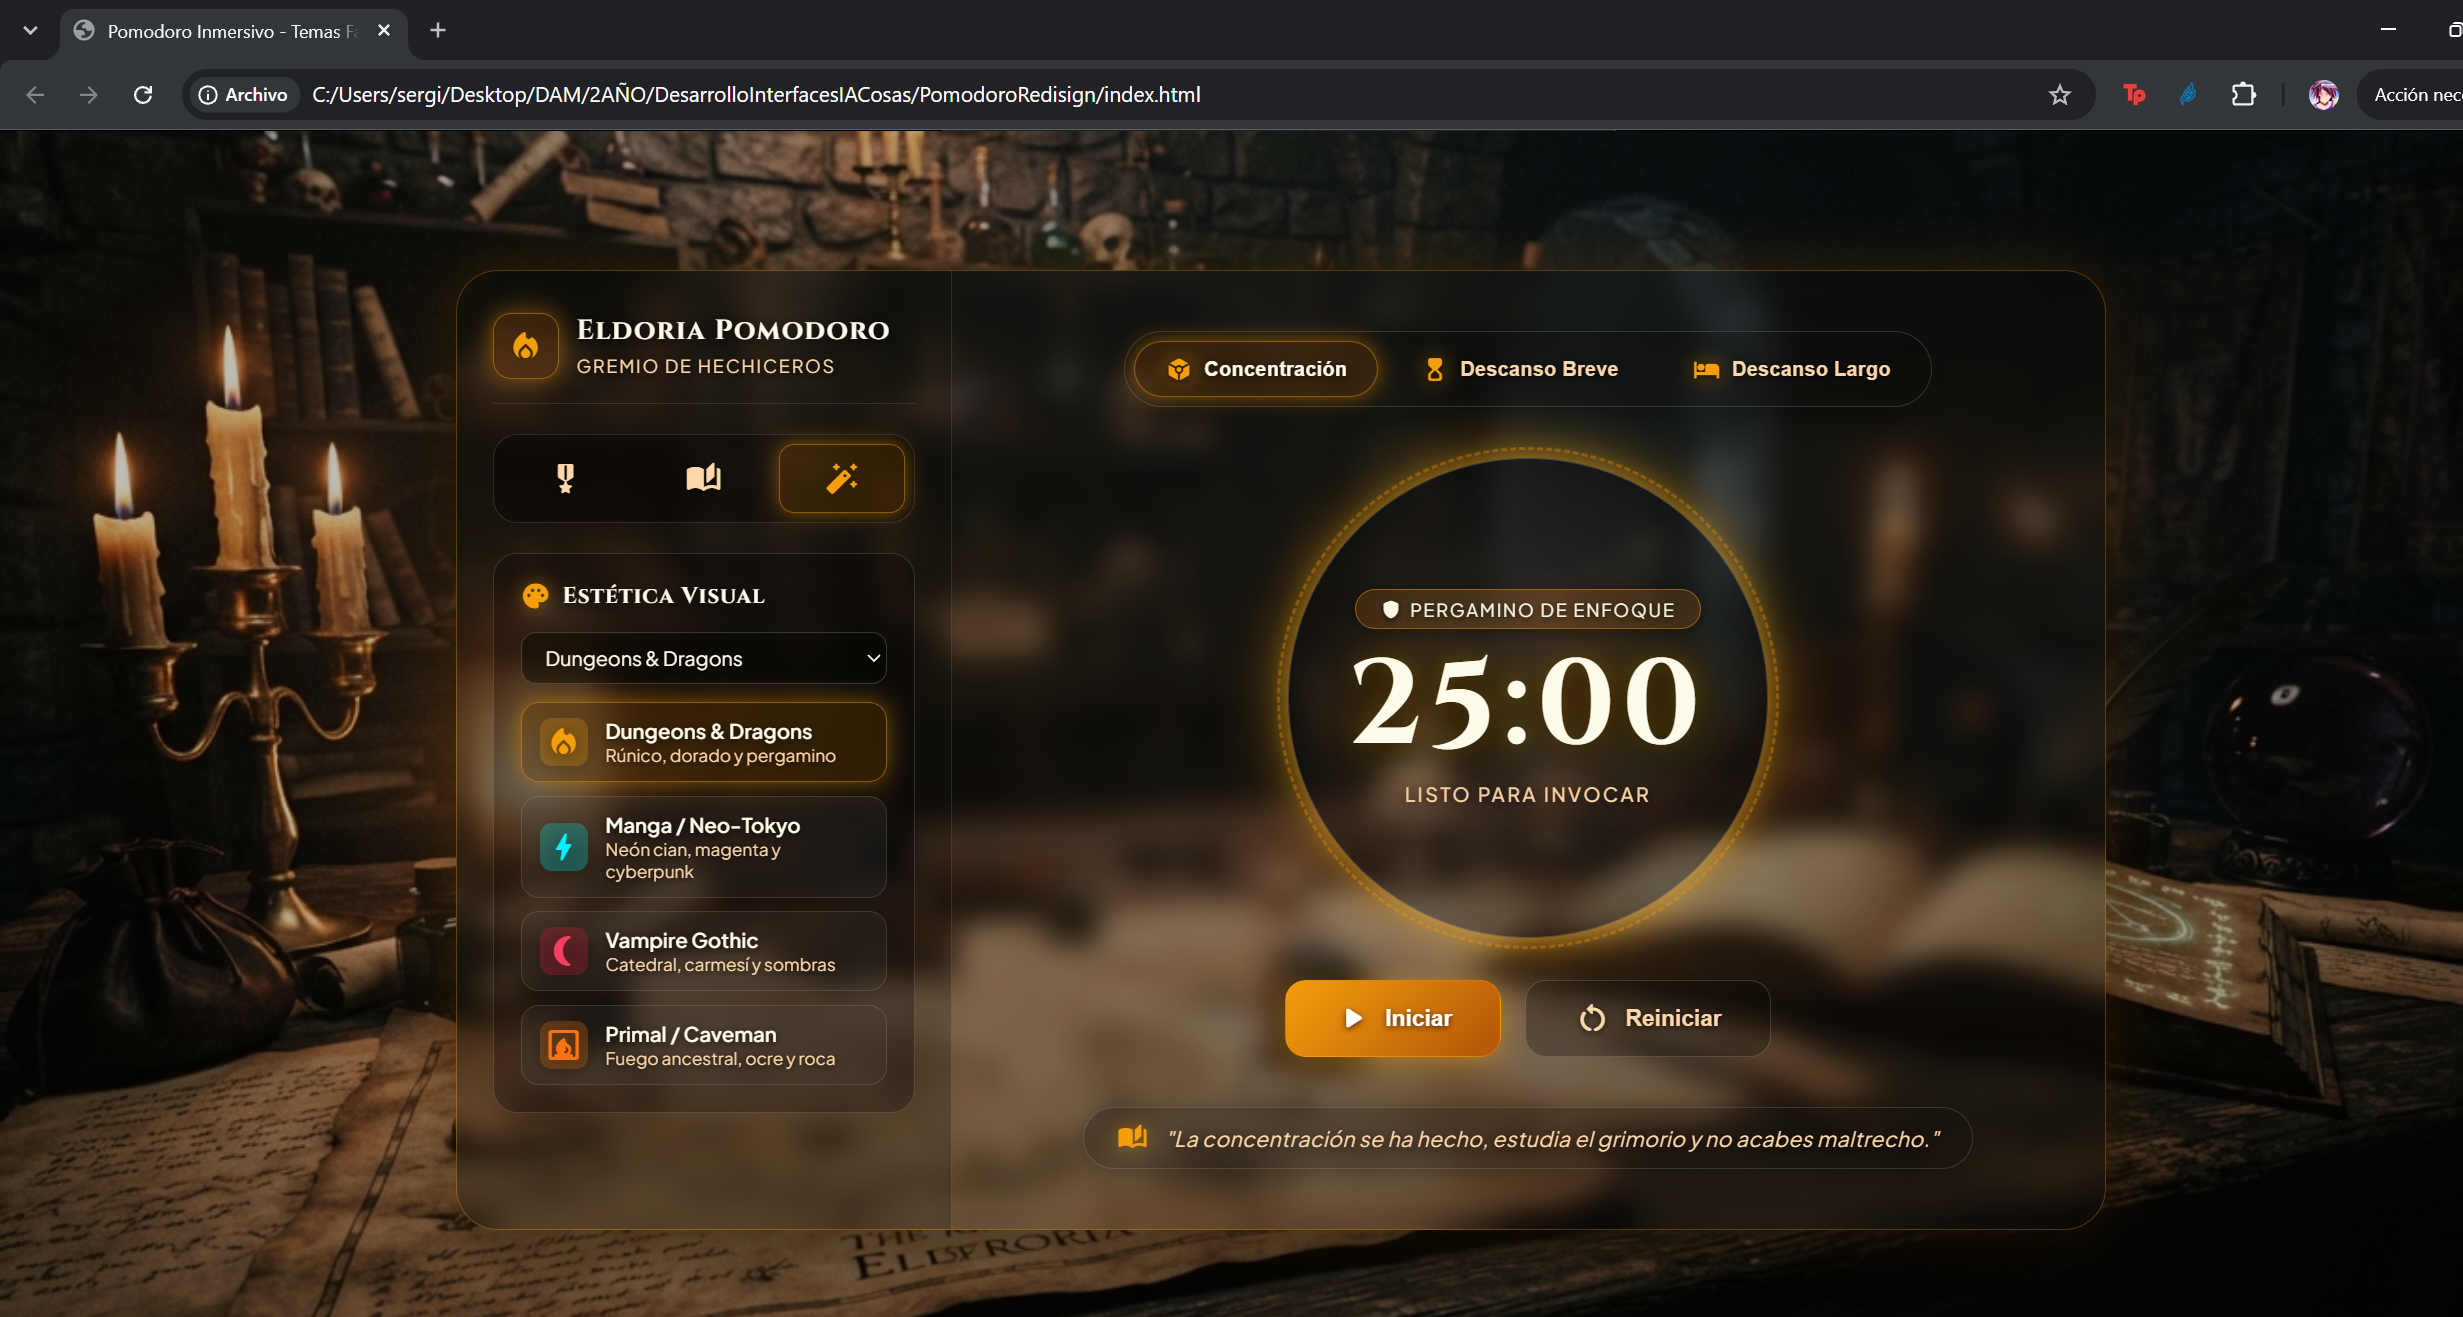 Pomodoro Inmersivo - Temas Fa
Archivo
C:/Users/sergi/Desktop/DAM/2AÑO/DesarrolloInterfacesIACosas/PomodoroRedisign/index.html
Tp
Acción nec
Eldoria Pomodoro
GREMIO DE HECHICEROS
Estética Visual
Dungeons & Dragons
Dungeons & Dragons
Rúnico, dorado y pergamino
Manga / Neo-Tokyo
Neón cian, magenta y
cyberpunk
Vampire Gothic
Catedral, carmesí y sombras
Primal / Caveman
Fuego ancestral, ocre y roca
Concentración
Descanso Breve
Descanso Largo
PERGAMINO DE ENFOQUE
25:00
LISTO PARA INVOCAR
Iniciar
Reiniciar
"La concentración se ha hecho, estudia el grimorio y no acabes maltrecho."
THE